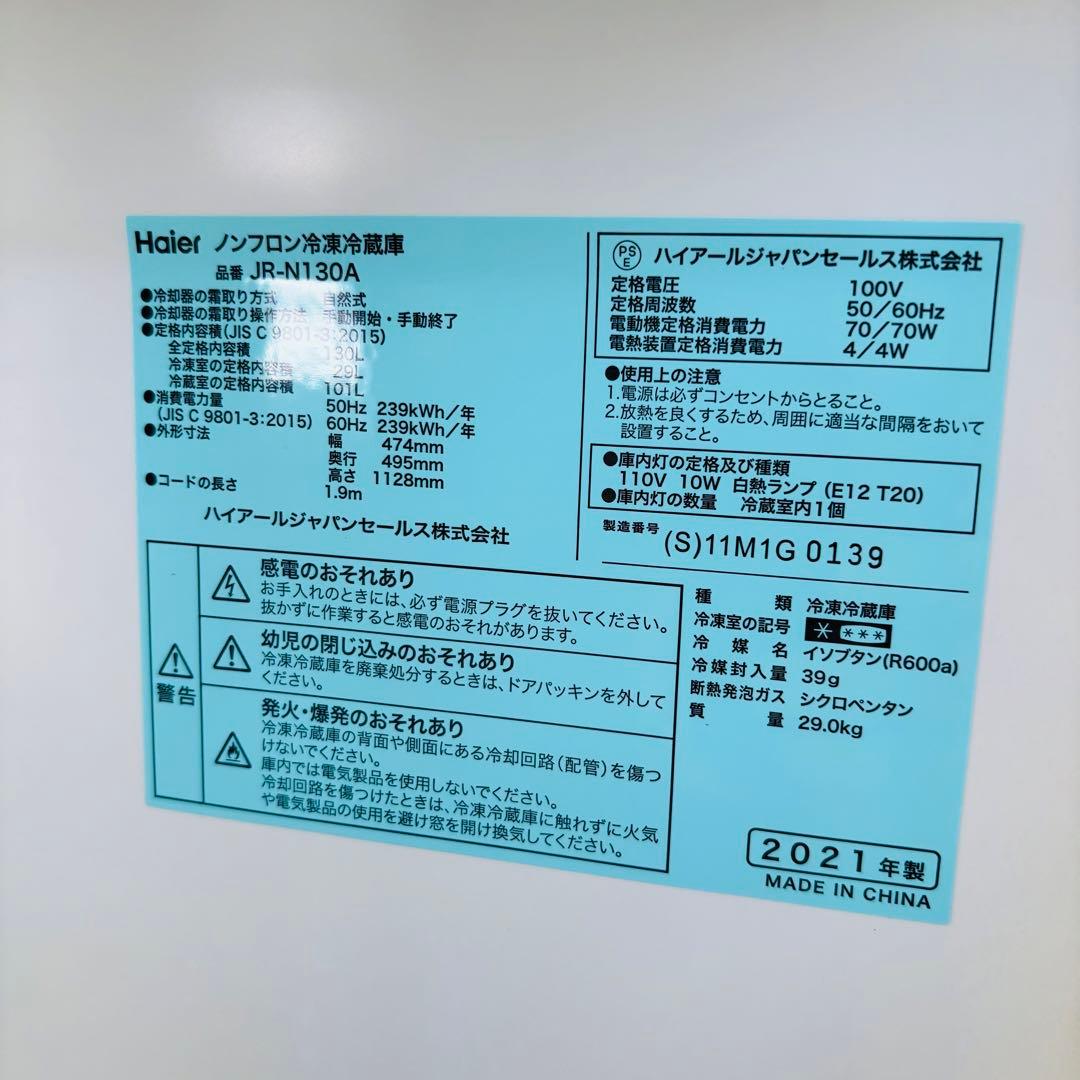 Haier ノンフロン冷凍冷蔵庫
品番 JR-N130A
●冷却器の霜取り方式 自然式
●冷却器の霜取り操作方法 手動開始・手動終了
●定格内容積(JIS C 9801-3:2015)
全定格内容積 130L
冷凍室の定格内容積 29L
冷蔵室の定格内容積 101L
●消費電力量 50Hz 239kWh/年
(JIS C 9801-3:2015) 60Hz 239kWh/年
●外形寸法 幅 474mm
奥行 495mm
高さ 1128mm
●コードの長さ 1.9m
ハイアールジャパンセールス株式会社
PS E ハイアールジャパンセールス株式会社
定格電圧 100V
定格周波数 50/60Hz
電動機定格消費電力 70/70W
電熱装置定格消費電力 4/4W
●使用上の注意
1.電源は必ずコンセントからとること。
2.放熱を良くするため、周囲に適当な間隔をおいて
設置すること。
●庫内灯の定格及び種類
110V 10W 白熱ランプ (E12 T20)
●庫内灯の数量 冷蔵室内1個
製造番号 (S)11M1G 0139
警告
感電のおそれあり
お手入れのときには、必ず電源プラグを抜いてください。
抜かずに作業すると感電のおそれがあります。
幼児の閉じ込みのおそれあり
冷凍冷蔵庫を廃棄処分するときは、ドアパッキンを外して
ください。
発火・爆発のおそれあり
冷凍冷蔵庫の背面や側面にある冷却回路(配管)を傷つ
けないでください。
庫内では電気製品を使用しないでください。
冷却回路を傷つけたときは、冷凍冷蔵庫に触れずに火気
や電気製品の使用を避け窓を開け換気してください。
種類 冷凍冷蔵庫
冷凍室の記号 * ***
冷媒名 イソブタン(R600a)
冷媒封入量 39g
断熱発泡ガス シクロペンタン
質量 29.0kg
2021年製
MADE IN CHINA